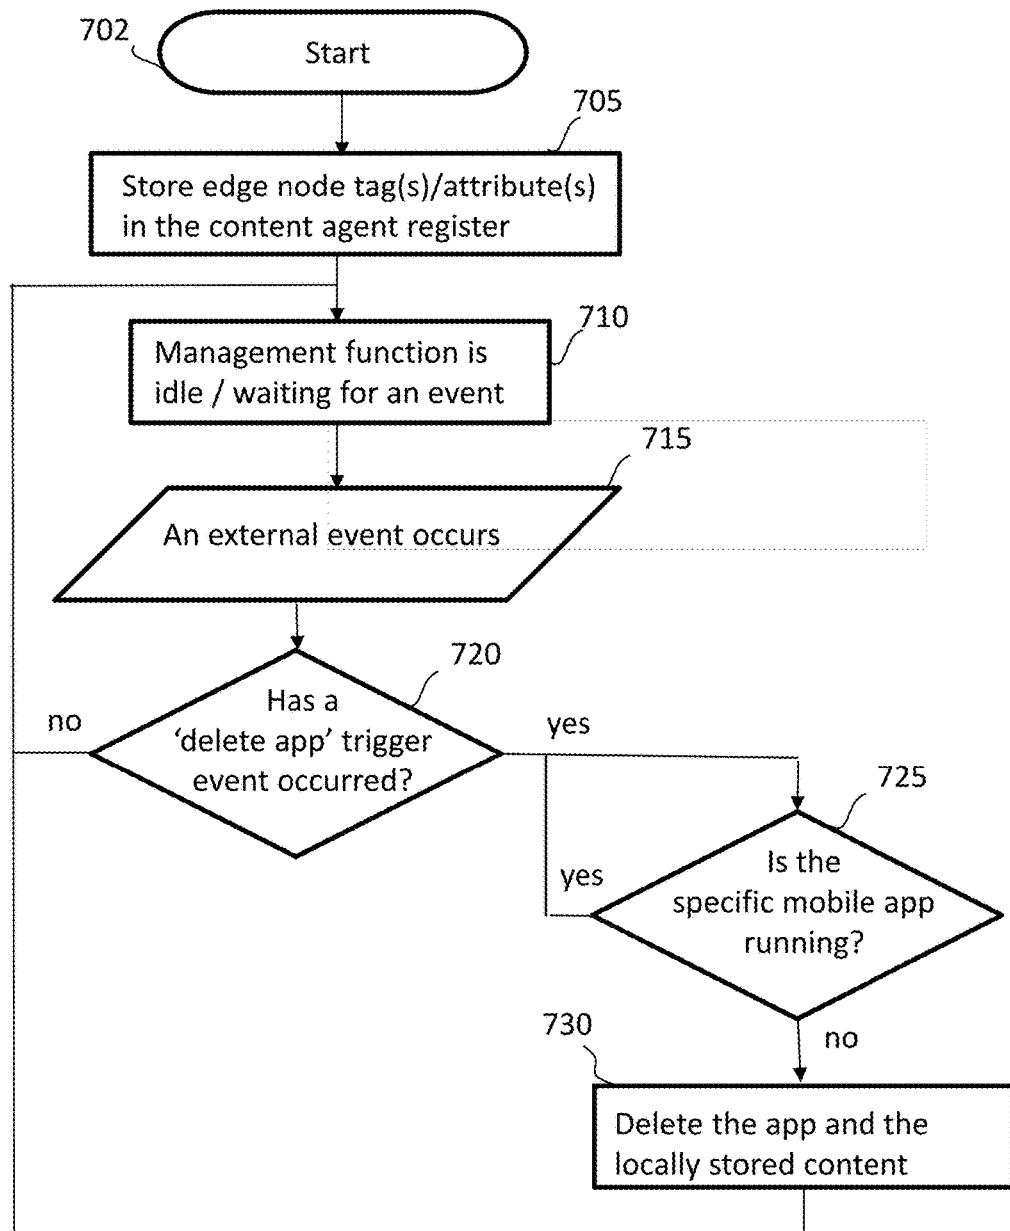 702
Start
705
Store edge node tag(s)/attribute(s)
in the content agent register
710
Management function is
idle / waiting for an event
715
An external event occurs
720
Has a
‘delete app’ trigger
event occurred?
no
yes
725
Is the
specific mobile app
running?
yes
730
no
Delete the app and the
locally stored content